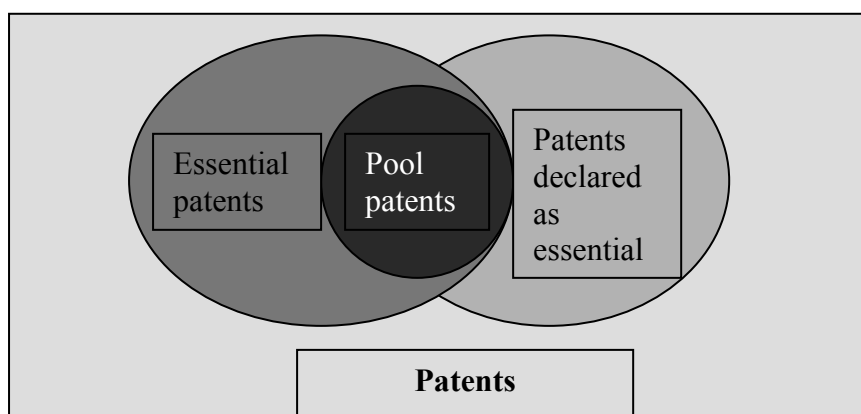 Essential
patents
Pool
patents
Patents
declared
as
essential
Patents